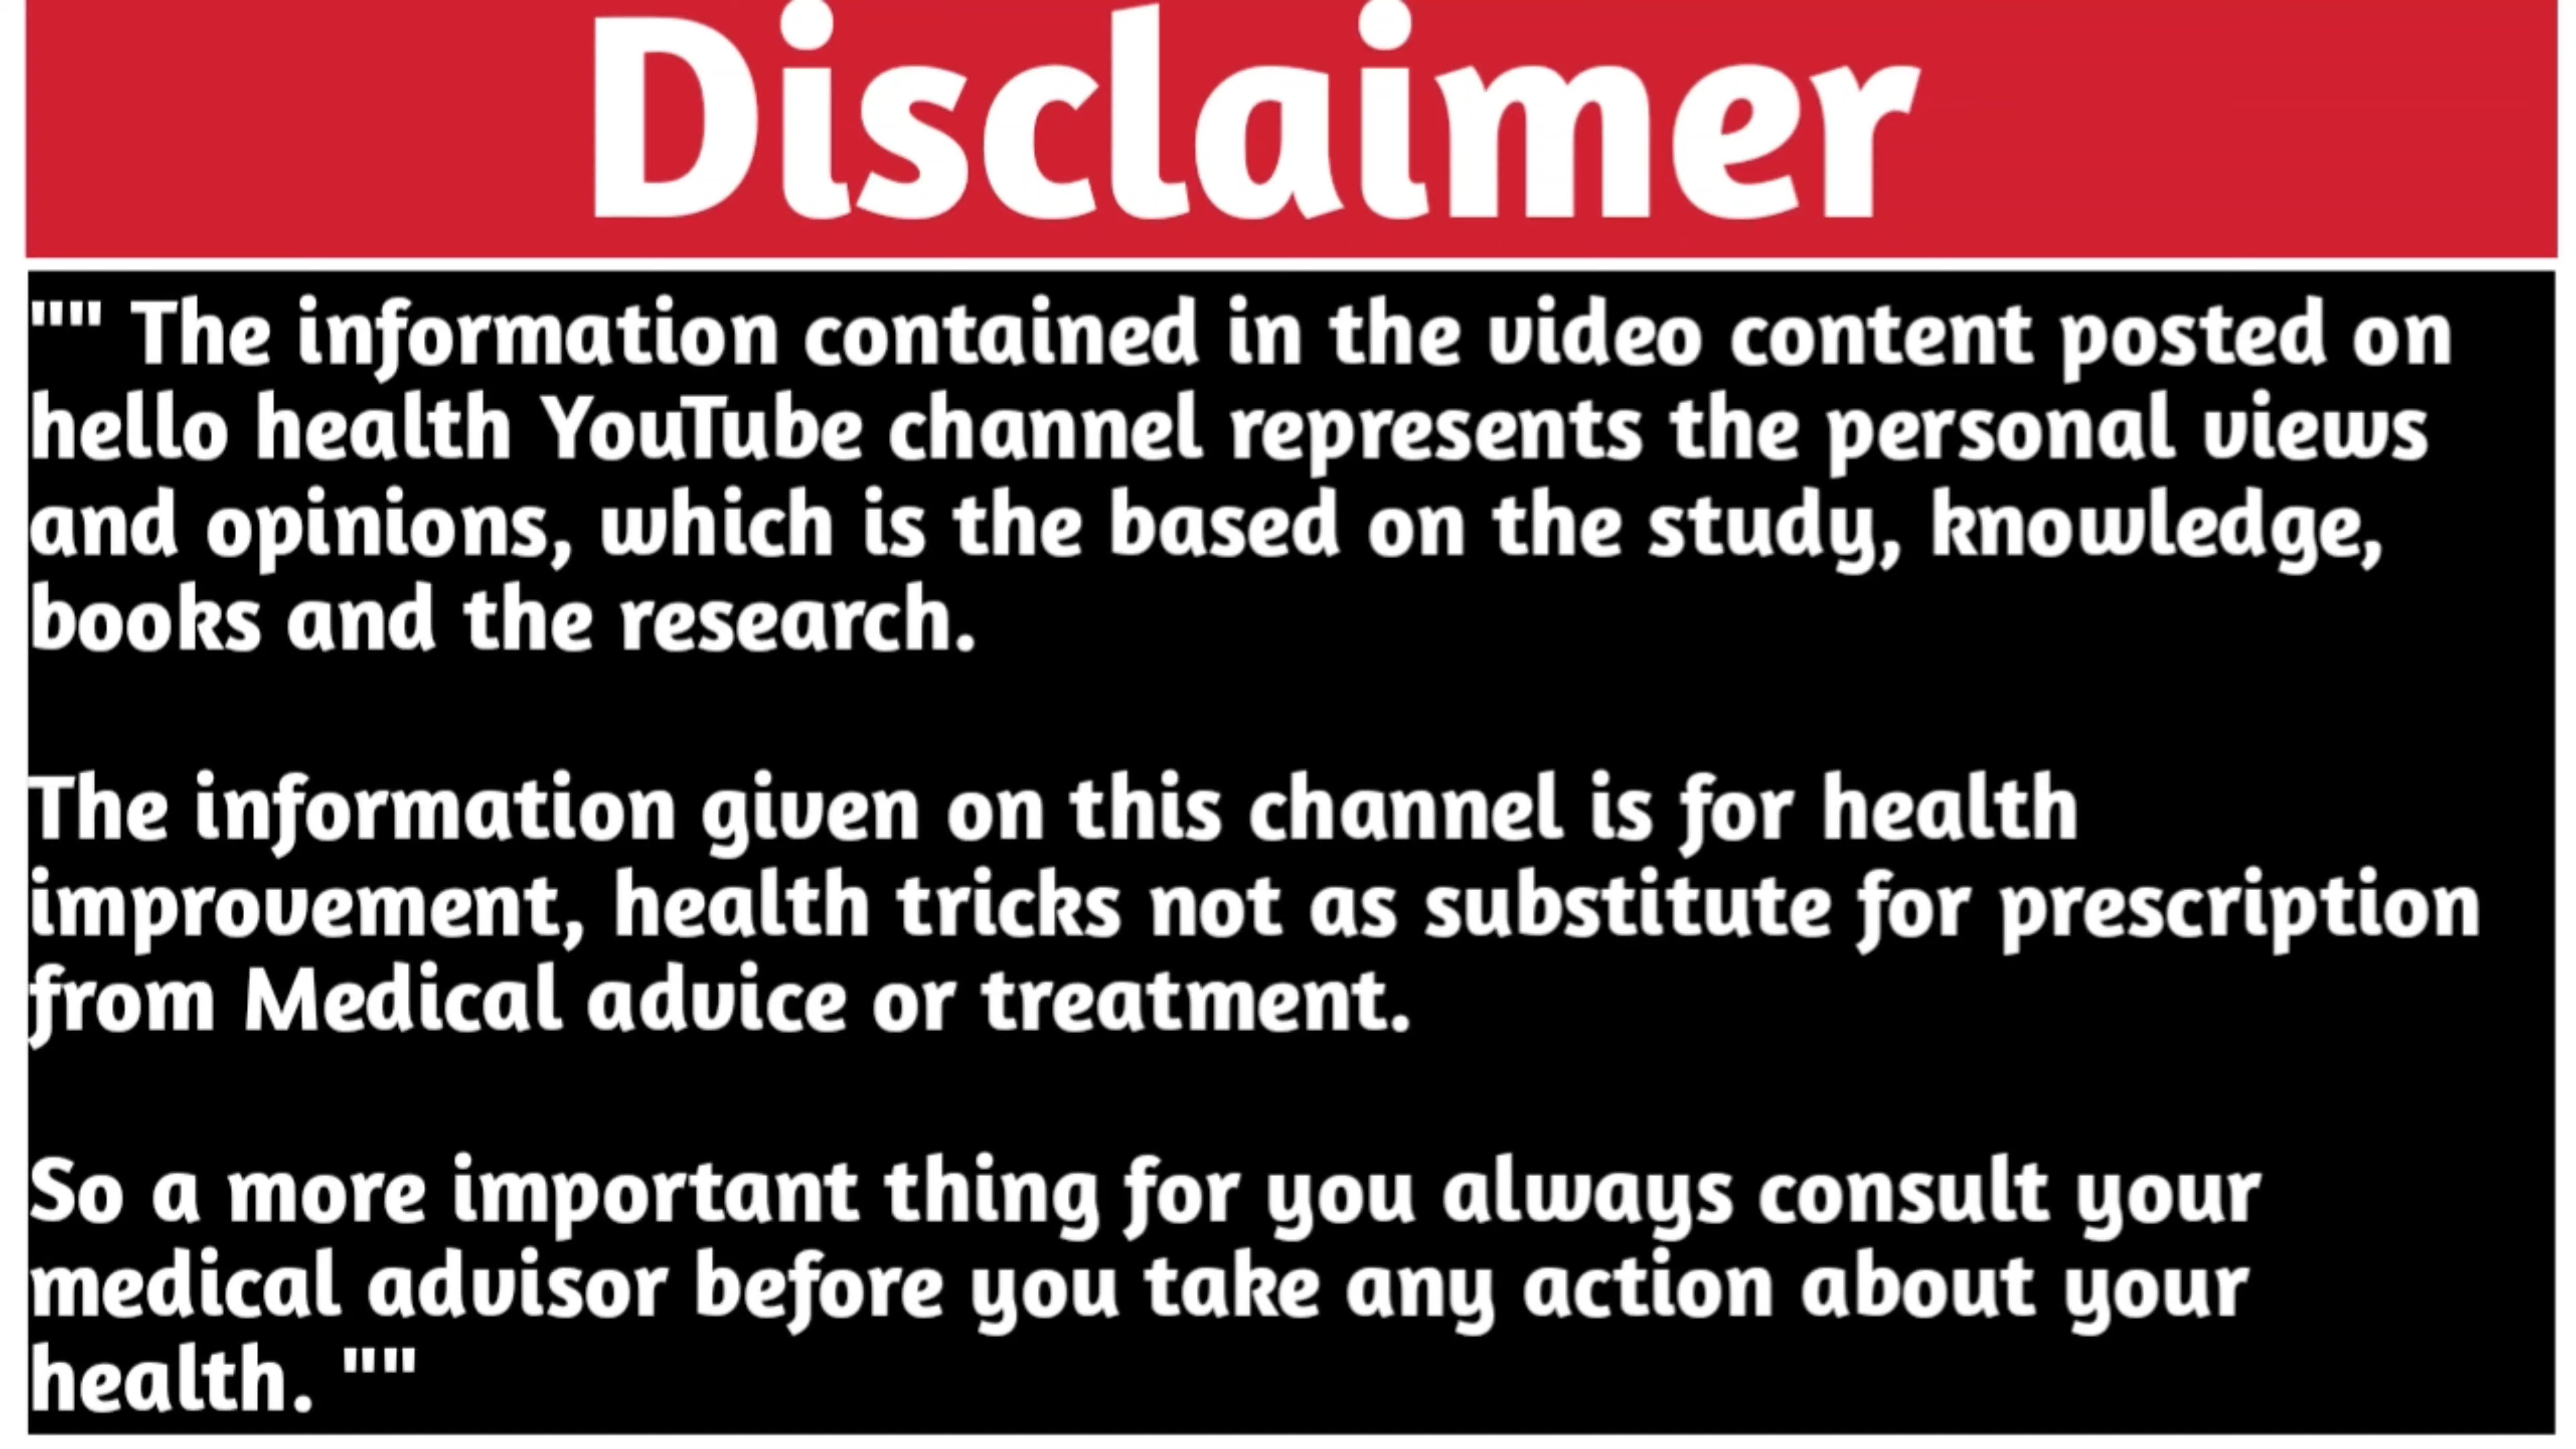 Disclaimer
"" The information contained in the video content posted on
hello health YouTube channel represents the personal views
and opinions, which is the based on the study, knowledge,
books and the research.
The information given on this channel is for health
improvement, health tricks not as substitute for prescription
from Medical advice or treatment.
So a more important thing for you always consult your
medical advisor before you take any action about your
health. ""